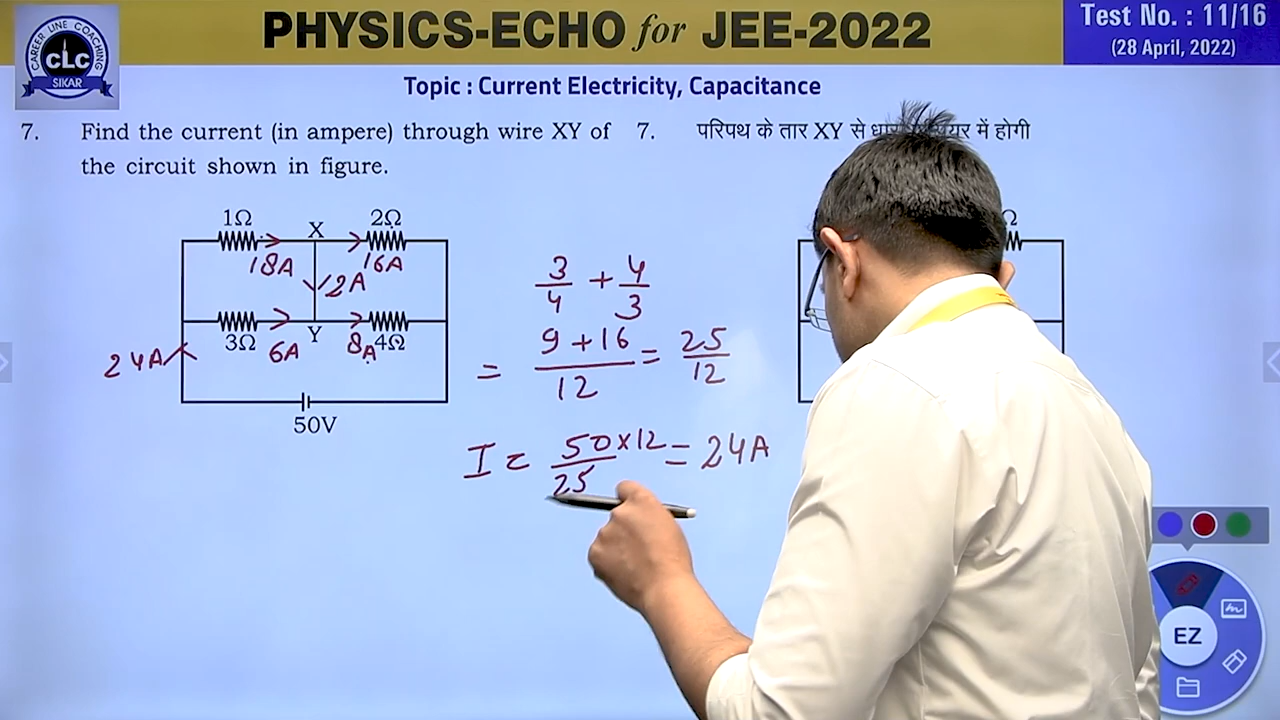 PHYSICS-ECHO for JEE-2022
Test No. : 11/16
(28 April, 2022)
CAREER LINE COACHING
CLC
SIKAR
Topic : Current Electricity, Capacitance
7. Find the current (in ampere) through wire XY of
the circuit shown in figure.
7. परिपथ के तार XY से में होगी
1Ω X 2Ω
18A 16A
2A
3Ω Y 4Ω
6A 8A
24A
50V
3/4 + 4/3
= 9+16/12 = 25/12
I = 50×12/25 = 24A
Ω
EZ